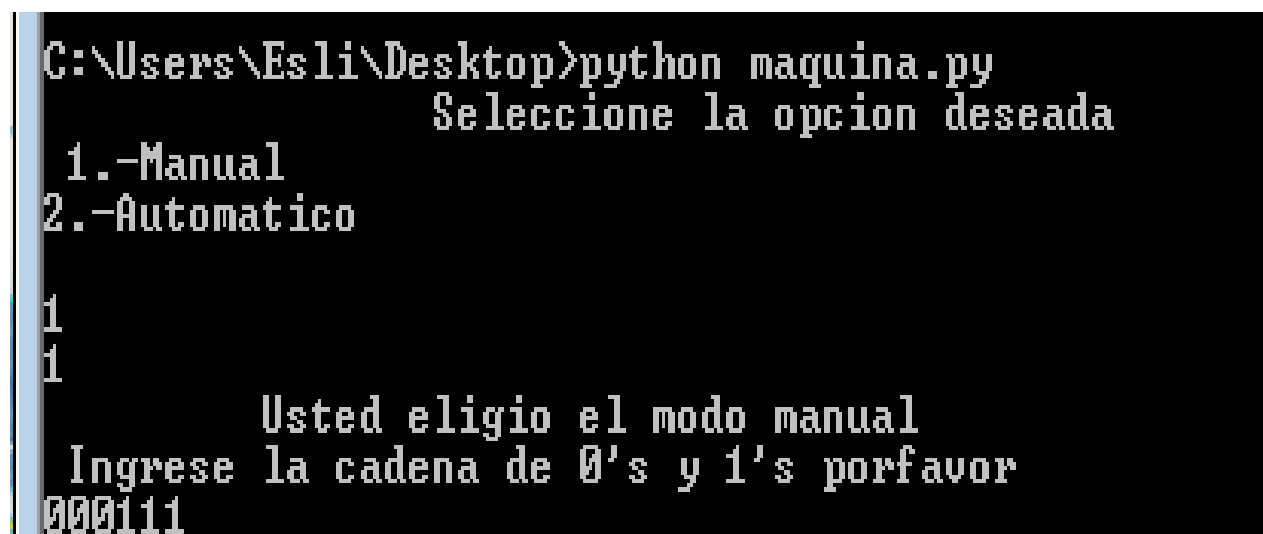 C:\Users\Esli\Desktop>python maquina.py
Seleccione la opcion deseada
1.-Manual
2.-Automatico
1
1
Usted eligio el modo manual
Ingrese la cadena de 0's y 1's porfavor
000111